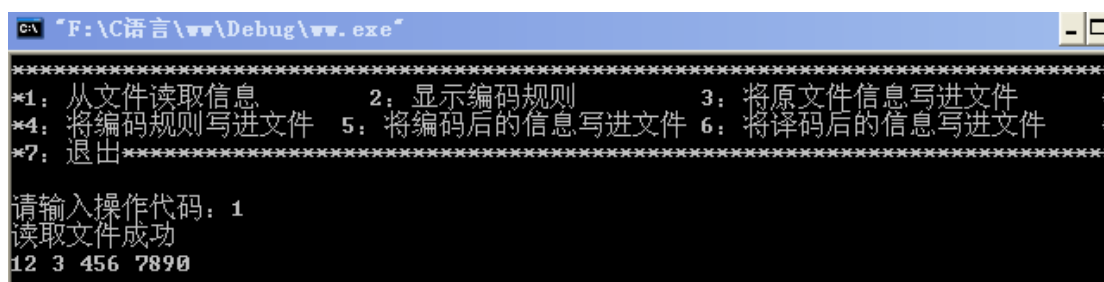 "F:\C语言\ww\Debug\ww.exe"
*******************************************************************************
*1：从文件读取信息 2：显示编码规则 3：将原文件信息写进文件 *
*4：将编码规则写进文件 5：将编码后的信息写进文件 6：将译码后的信息写进文件 *
*7：退出***********************************************************************
请输入操作代码：1
读取文件成功
12 3 456 7890